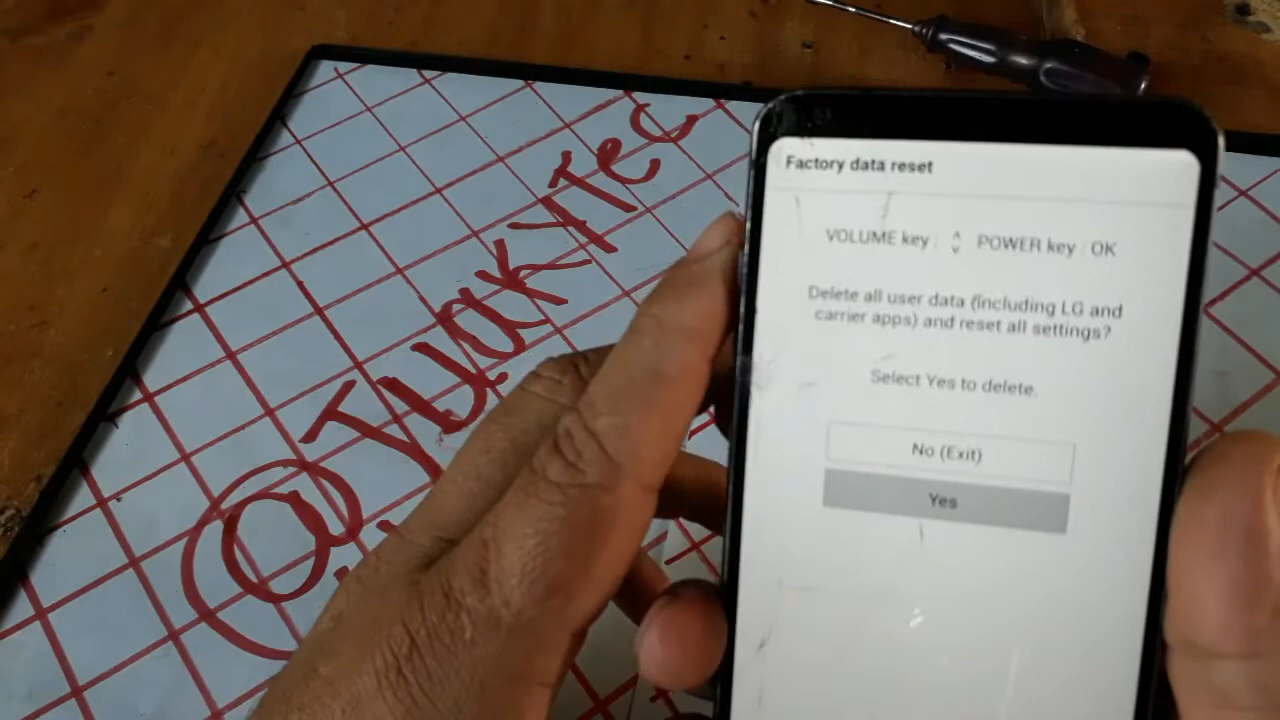 @TUAKYTec
Factory data reset
VOLUME key : ^ ˅ POWER key : OK
Delete all user data (including LG and
carrier apps) and reset all settings?
Select Yes to delete.
No (Exit)
Yes